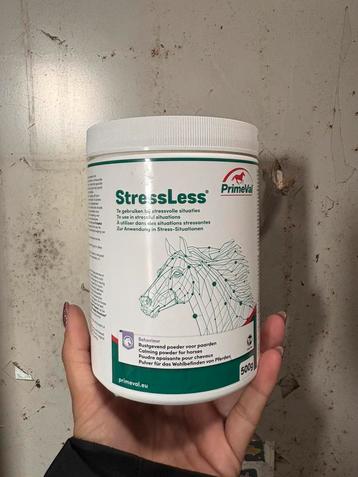 PrimeVal
StressLess®
Te gebruiken bij stressvolle situaties
To use in stressful situations
A utiliser dans des situations stressantes
Zur Anwendung in Stress-Situationen
Behaviour
Rustgevend poeder voor paarden
Calming powder for horses
Poudre apaisante pour chevaux
Pulver für das Wohlbefinden von Pferden
500g
primeval.eu